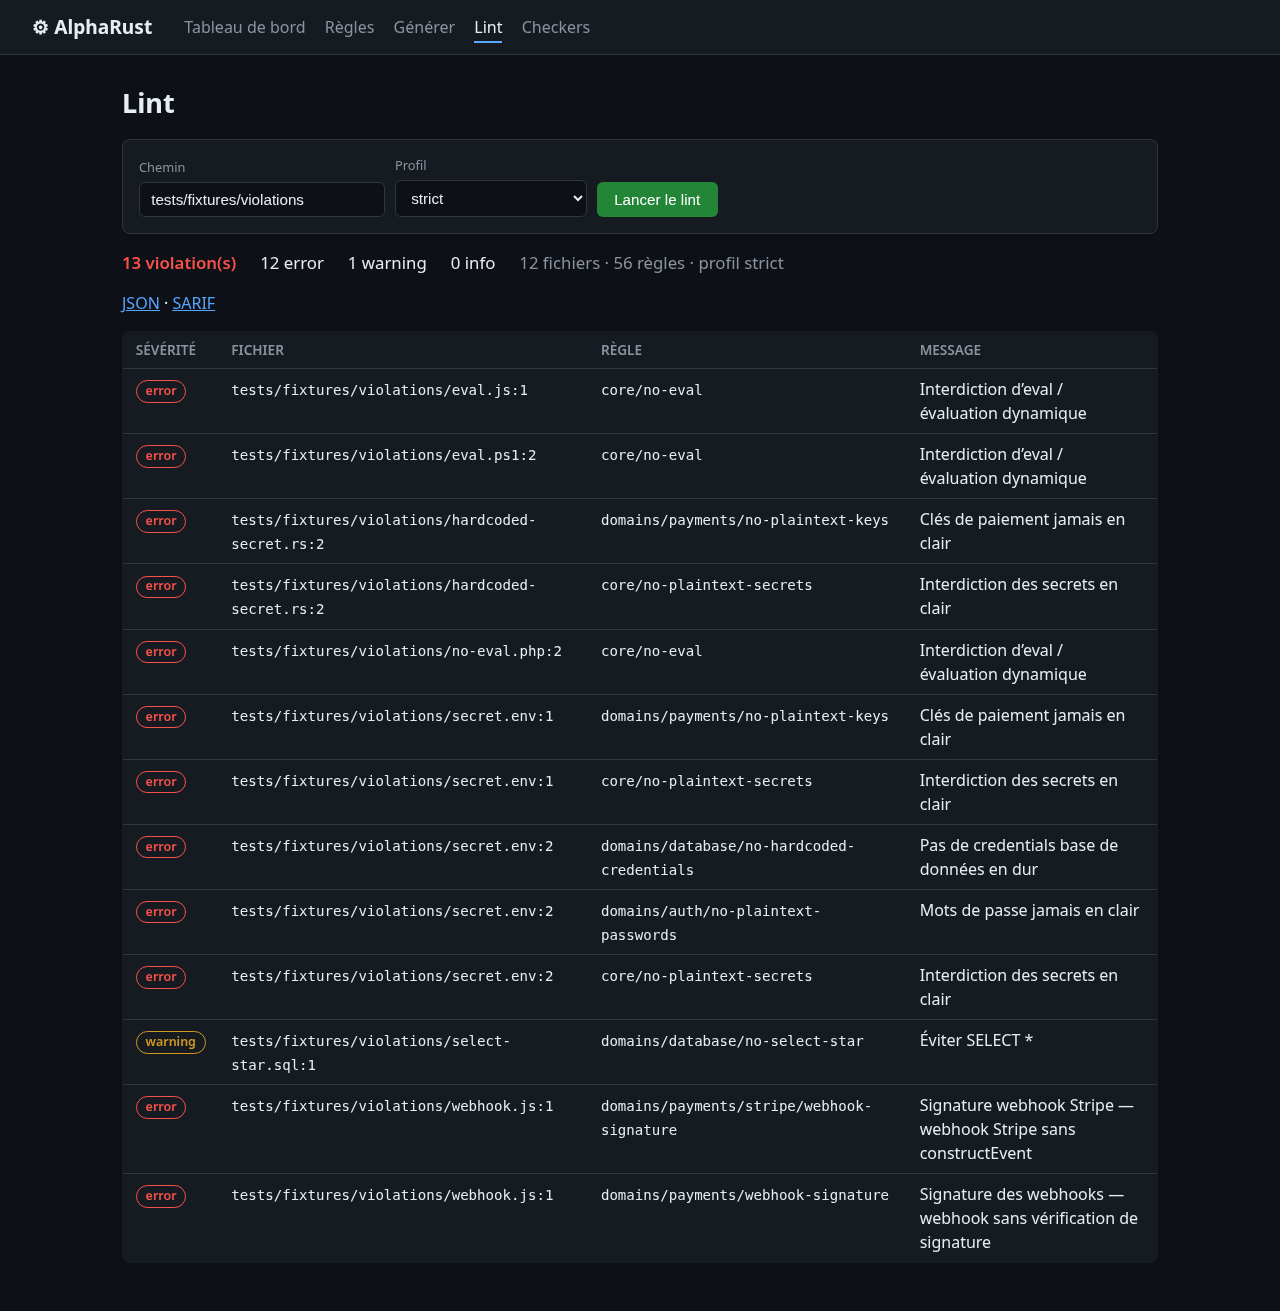 ⚙ AlphaRust Tableau de bord Règles Générer Lint Checkers
Lint
Chemin Profil
tests/fixtures/violations strict Lancer le lint
13 violation(s) 12 error 1 warning 0 info 12 fichiers · 56 règles · profil strict
JSON · SARIF
SÉVÉRITÉ FICHIER RÈGLE MESSAGE
error tests/fixtures/violations/eval.js:1 core/no-eval Interdiction d’eval /
évaluation dynamique
error tests/fixtures/violations/eval.ps1:2 core/no-eval Interdiction d’eval /
évaluation dynamique
error tests/fixtures/violations/hardcoded- domains/payments/no-plaintext-keys Clés de paiement jamais en
secret.rs:2 clair
error tests/fixtures/violations/hardcoded- core/no-plaintext-secrets Interdiction des secrets en
secret.rs:2 clair
error tests/fixtures/violations/no-eval.php:2 core/no-eval Interdiction d’eval /
évaluation dynamique
error tests/fixtures/violations/secret.env:1 domains/payments/no-plaintext-keys Clés de paiement jamais en
clair
error tests/fixtures/violations/secret.env:1 core/no-plaintext-secrets Interdiction des secrets en
clair
error tests/fixtures/violations/secret.env:2 domains/database/no-hardcoded- Pas de credentials base de
credentials données en dur
error tests/fixtures/violations/secret.env:2 domains/auth/no-plaintext- Mots de passe jamais en clair
passwords
error tests/fixtures/violations/secret.env:2 core/no-plaintext-secrets Interdiction des secrets en
clair
warning tests/fixtures/violations/select- domains/database/no-select-star Éviter SELECT *
star.sql:1
error tests/fixtures/violations/webhook.js:1 domains/payments/stripe/webhook- Signature webhook Stripe —
signature webhook Stripe sans
constructEvent
error tests/fixtures/violations/webhook.js:1 domains/payments/webhook-signature Signature des webhooks —
webhook sans vérification de
signature